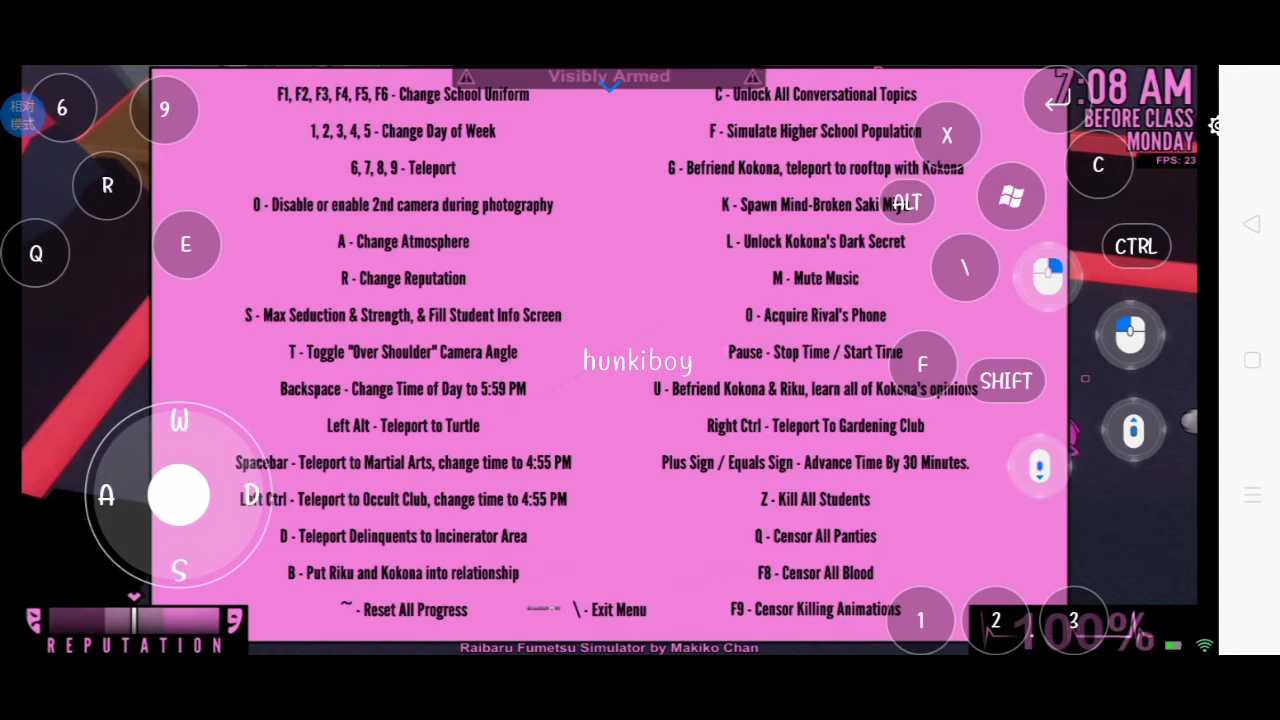 Visibly Armed
F1, F2, F3, F4, F5, F6 - Change School Uniform
1, 2, 3, 4, 5 - Change Day of Week
6, 7, 8, 9 - Teleport
0 - Disable or enable 2nd camera during photography
A - Change Atmosphere
R - Change Reputation
S - Max Seduction & Strength, & Fill Student Info Screen
T - Toggle "Over Shoulder" Camera Angle
Backspace - Change Time of Day to 5:59 PM
Left Alt - Teleport to Turtle
Spacebar - Teleport to Martial Arts, change time to 4:55 PM
Left Ctrl - Teleport to Occult Club, change time to 4:55 PM
D - Teleport Delinquents to Incinerator Area
B - Put Riku and Kokona into relationship
~ - Reset All Progress
\ - Exit Menu
C - Unlock All Conversational Topics
F - Simulate Higher School Population
G - Befriend Kokona, teleport to rooftop with Kokona
K - Spawn Mind-Broken Saki
L - Unlock Kokona's Dark Secret
M - Mute Music
O - Acquire Rival's Phone
Pause - Stop Time / Start Time
U - Befriend Kokona & Riku, learn all of Kokona's opinions
Right Ctrl - Teleport To Gardening Club
Plus Sign / Equals Sign - Advance Time By 30 Minutes.
Z - Kill All Students
Q - Censor All Panties
F8 - Censor All Blood
F9 - Censor Killing Animations
7:08 AM
BEFORE CLASS
MONDAY
FPS: 23
相对
模式
6
9
R
Q
E
W
A
D
S
X
C
ALT
CTRL
\
F
SHIFT
1
2
3
hunkiboy
REPUTATION
100%
Raibaru Fumetsu Simulator by Makiko Chan